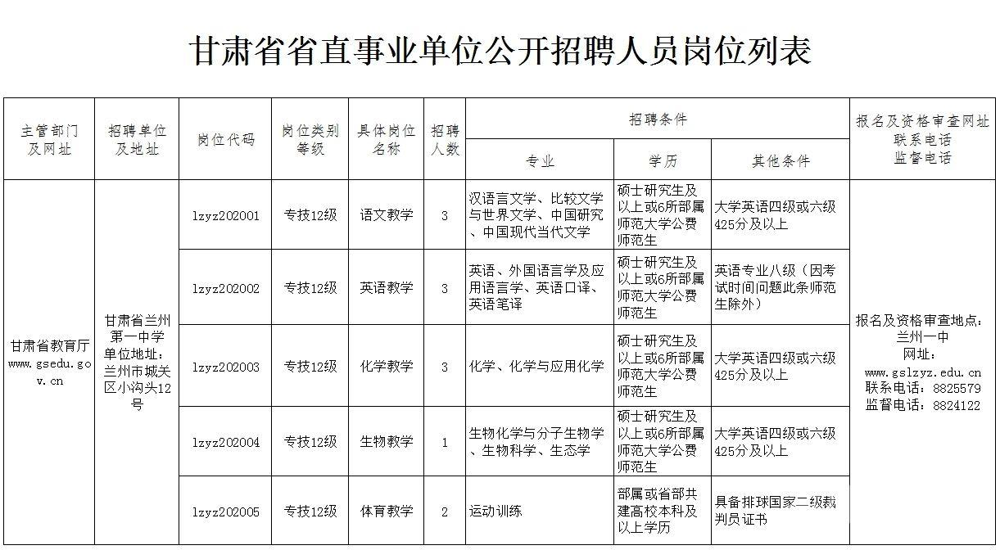 甘肃省省直事业单位公开招聘人员岗位列表
主管部门
及网址
招聘单位
及地址
岗位代码
岗位类别
等级
具体岗位
名称
招聘
人数
招聘条件
专业
学历
其他条件
报名及资格审查网址
联系电话
监督电话
甘肃省教育厅
www.gsedu.go
v.cn
甘肃省兰州
第一中学
单位地址：
兰州市城关
区小沟头12
号
lzyz202001
专技12级
语文教学
3
汉语言文学、比较文学
与世界文学、中国研究
、中国现代当代文学
硕士研究生及
以上或6所部属
师范大学公费
师范生
大学英语四级或六级
425分及以上
lzyz202002
专技12级
英语教学
3
英语、外国语言学及应
用语言学、英语口译、
英语笔译
硕士研究生及
以上或6所部属
师范大学公费
师范生
英语专业八级（因考
试时间问题此条师范
生除外）
lzyz202003
专技12级
化学教学
3
化学、化学与应用化学
硕士研究生及
以上或6所部属
师范大学公费
师范生
大学英语四级或六级
425分及以上
lzyz202004
专技12级
生物教学
1
生物化学与分子生物学
、生物科学、生态学
硕士研究生及
以上或6所部属
师范大学公费
师范生
大学英语四级或六级
425分及以上
lzyz202005
专技12级
体育教学
2
运动训练
部属或省部共
建高校本科及
以上学历
具备排球国家二级裁
判员证书
报名及资格审查地点：
兰州一中
网址：
www.gslzyz.edu.cn
联系电话：8825579
监督电话：8824122